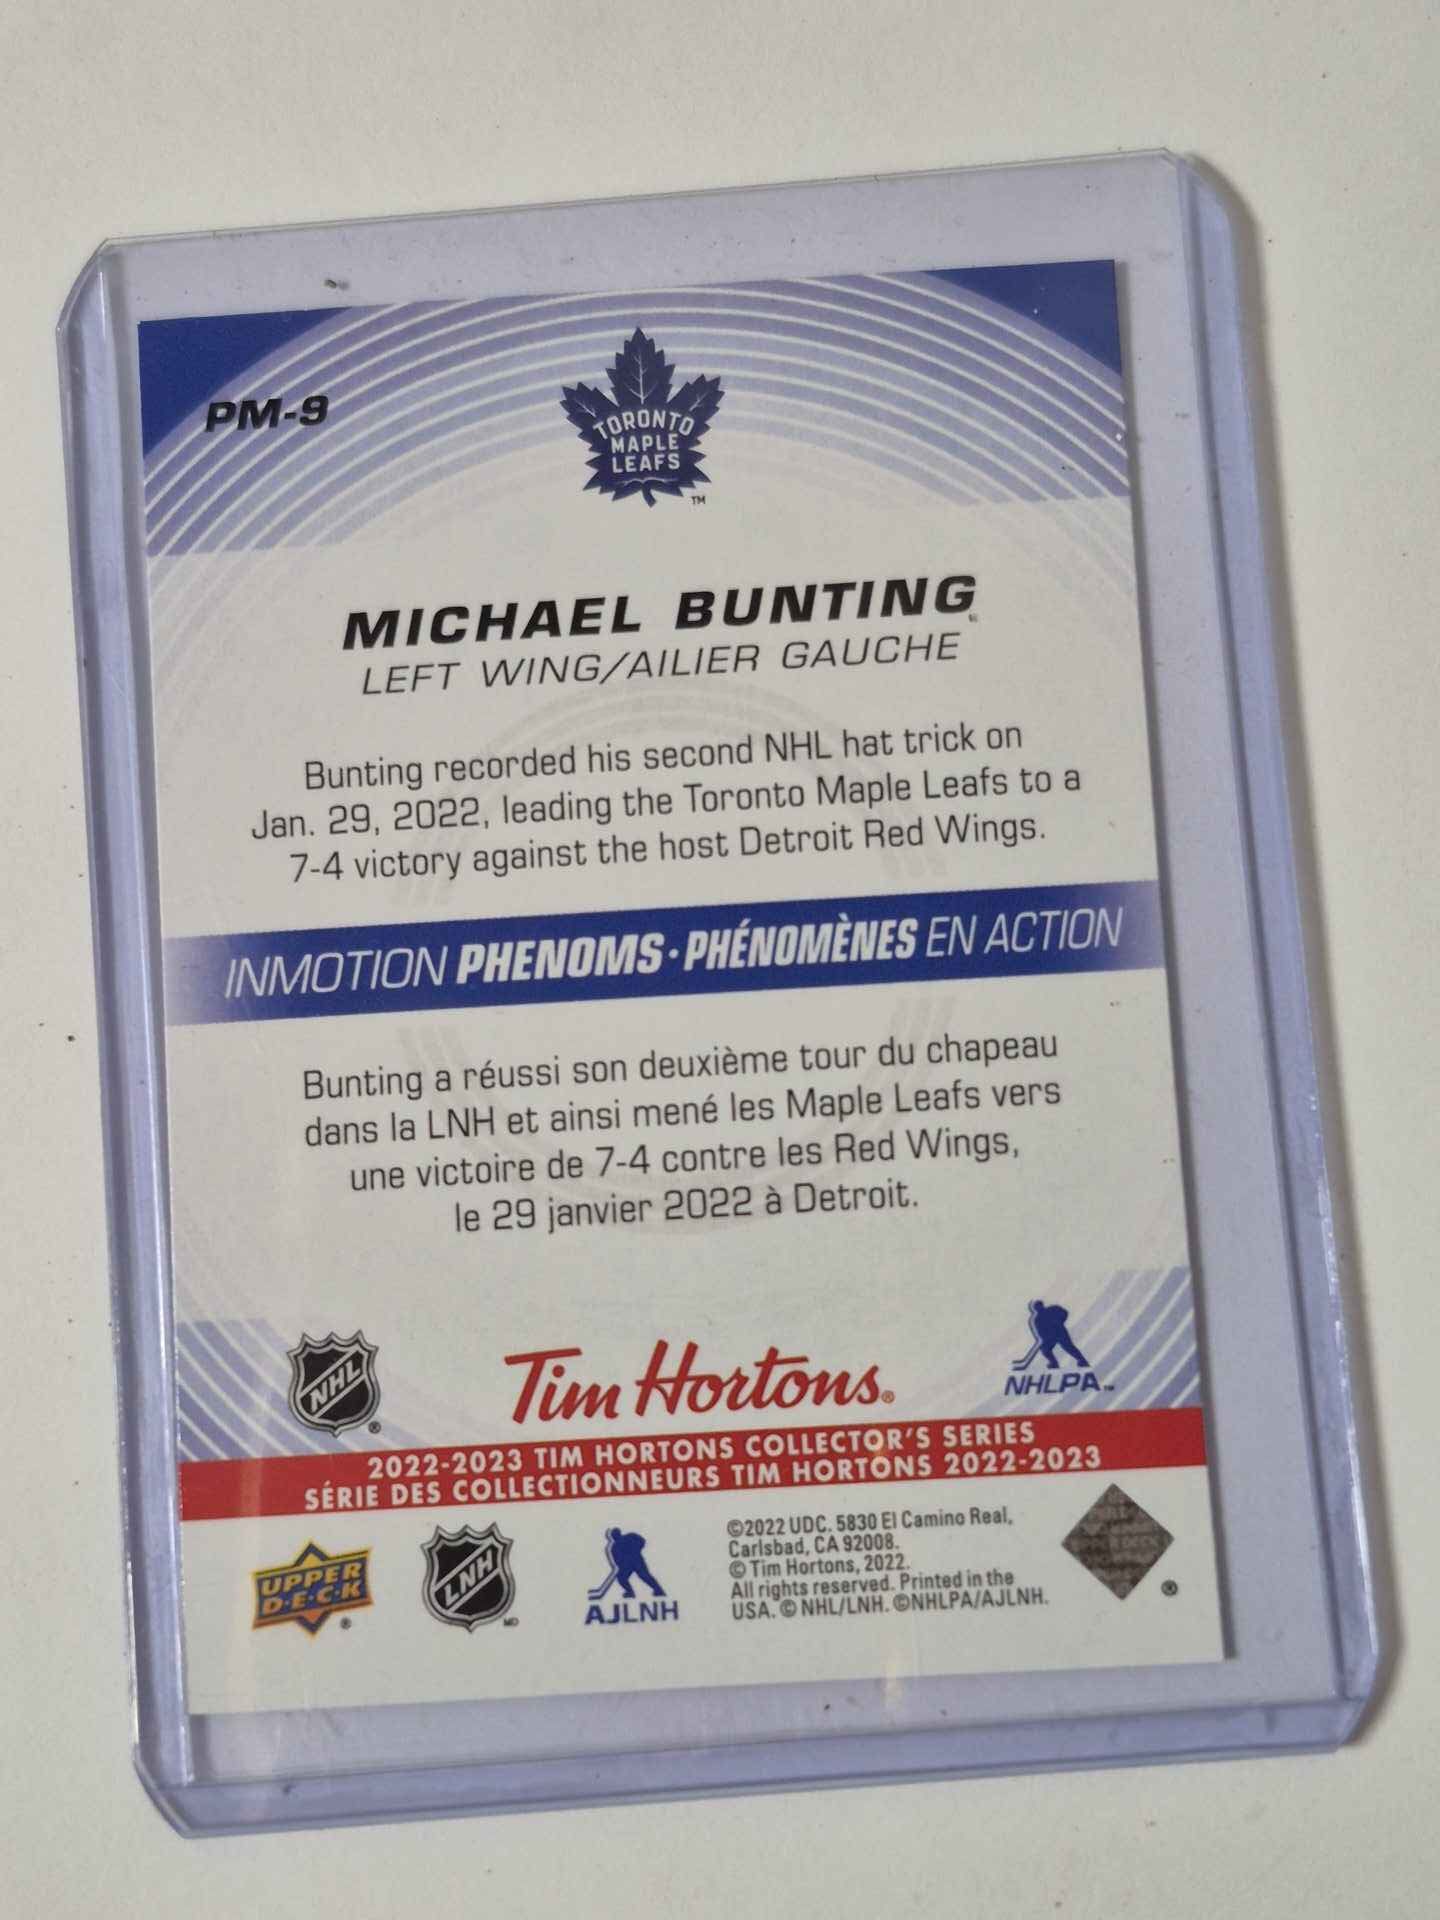 PM-9
TORONTO
MAPLE
LEAFS
TM
MICHAEL BUNTING
LEFT WING/AILIER GAUCHE
Bunting recorded his second NHL hat trick on
Jan. 29, 2022, leading the Toronto Maple Leafs to a
7-4 victory against the host Detroit Red Wings.
INMOTION PHENOMS · PHÉNOMÈNES EN ACTION
Bunting a réussi son deuxième tour du chapeau
dans la LNH et ainsi mené les Maple Leafs vers
une victoire de 7-4 contre les Red Wings,
le 29 janvier 2022 à Detroit.
NHL ®
Tim Hortons®
NHLPA™
2022-2023 TIM HORTONS COLLECTOR'S SERIES
SÉRIE DES COLLECTIONNEURS TIM HORTONS 2022-2023
UPPER
D·E·C·K ®
LNH MD
AJLNH
©2022 UDC. 5830 El Camino Real,
Carlsbad, CA 92008.
© Tim Hortons, 2022.
All rights reserved. Printed in the
USA. © NHL/LNH. ©NHLPA/AJLNH.
®